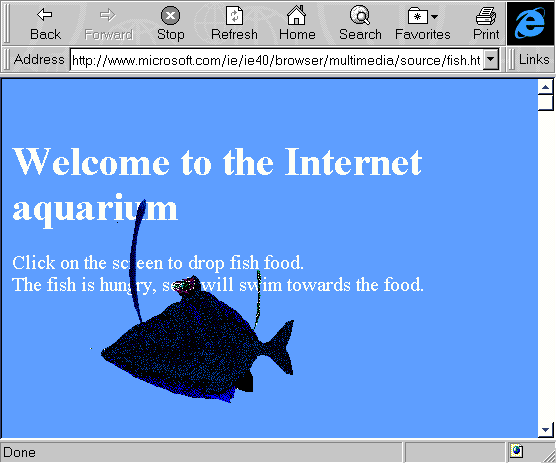 Back Forward Stop Refresh Home Search Favorites Print
Address http://www.microsoft.com/ie/ie40/browser/multimedia/source/fish.ht Links
Welcome to the Internet
aquarium
Click on the screen to drop fish food.
The fish is hungry, so will swim towards the food.
Done